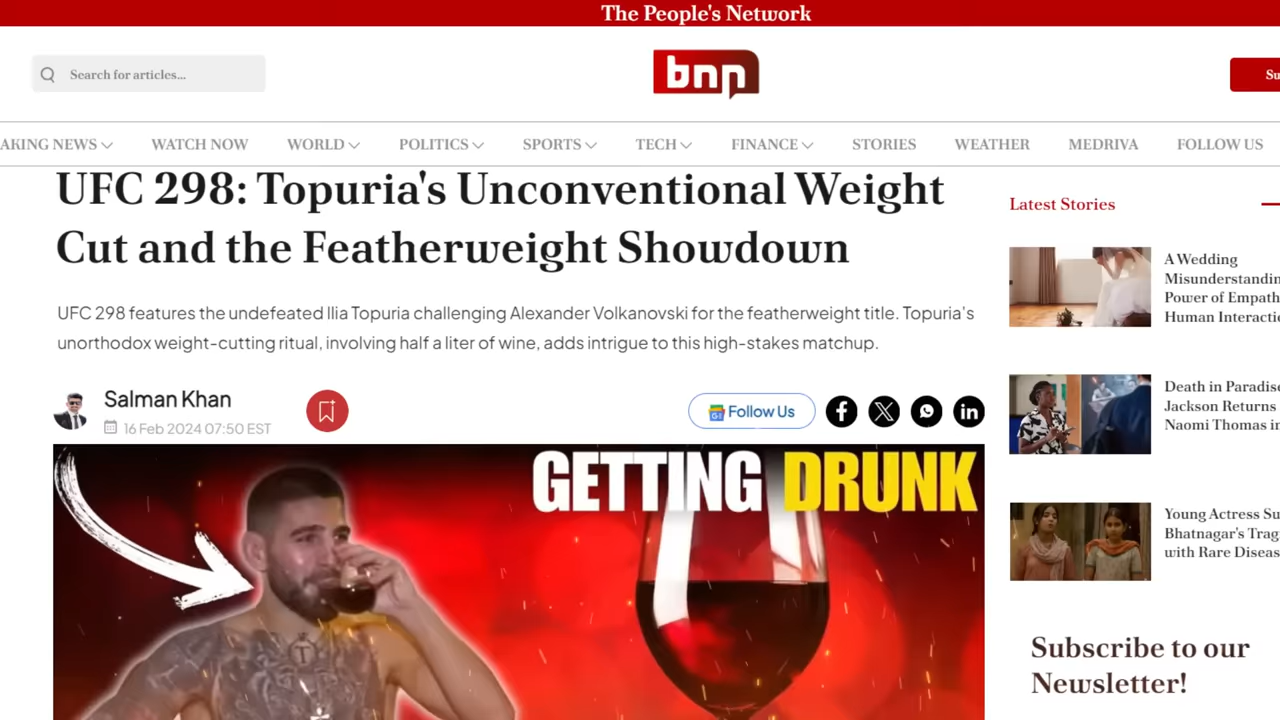 The People's Network
Search for articles...
bnn
Su
AKING NEWS
WATCH NOW
WORLD
POLITICS
SPORTS
TECH
FINANCE
STORIES
WEATHER
MEDRIVA
FOLLOW US
UFC 298: Topuria's Unconventional Weight
Cut and the Featherweight Showdown
UFC 298 features the undefeated Ilia Topuria challenging Alexander Volkanovski for the featherweight title. Topuria's
unorthodox weight-cutting ritual, involving half a liter of wine, adds intrigue to this high-stakes matchup.
Salman Khan
16 Feb 2024 07:50 EST
Follow Us
GETTING DRUNK
T
Latest Stories
A Wedding
Misunderstandin
Power of Empath
Human Interactio
Death in Paradise
Jackson Returns
Naomi Thomas in
Young Actress Su
Bhatnagar's Trag
with Rare Diseas
Subscribe to our
Newsletter!